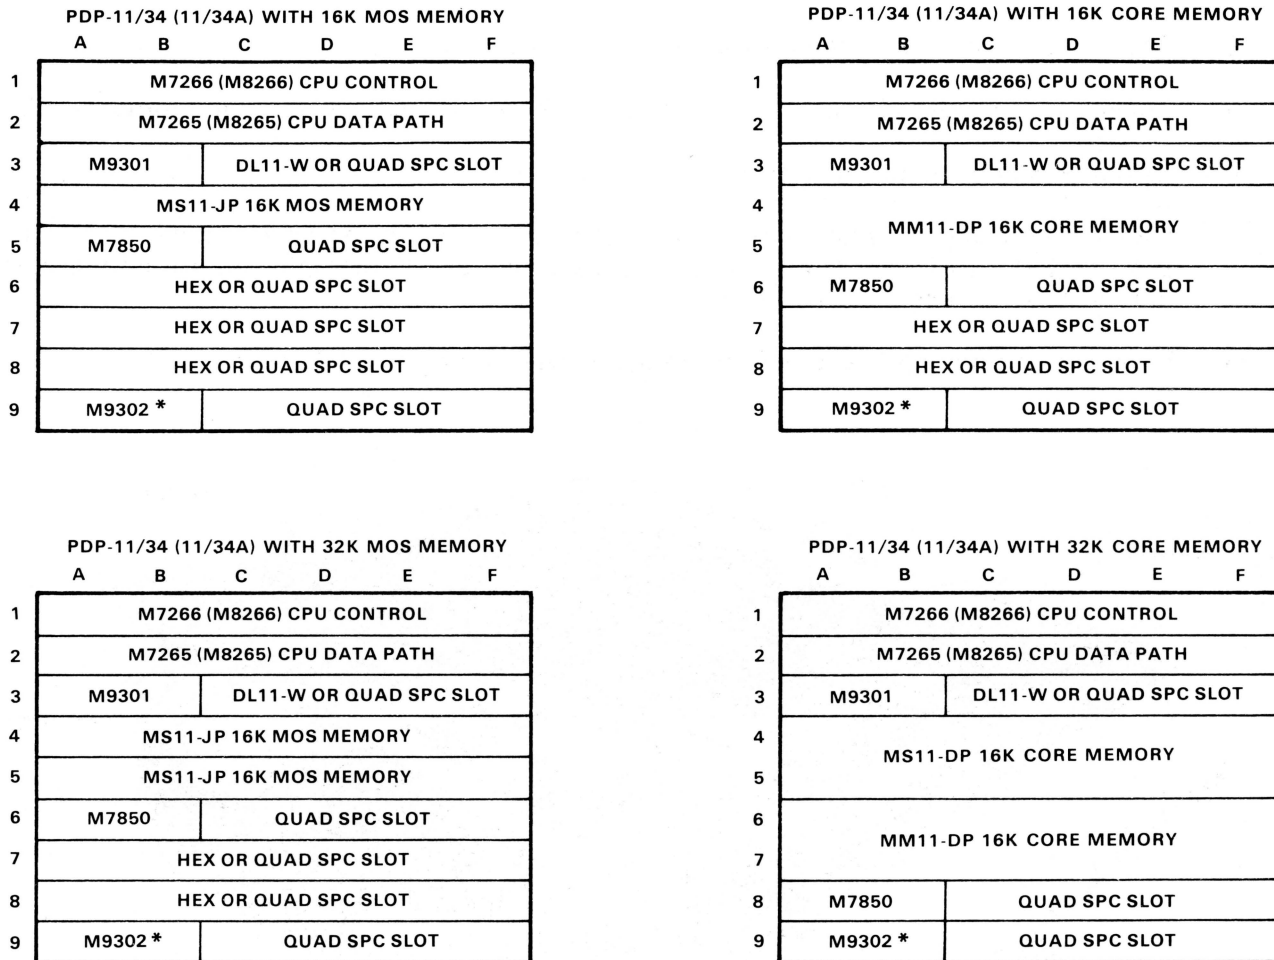 PDP-11/34 (11/34A) WITH 16K MOS MEMORY
A B C D E F
1 M7266 (M8266) CPU CONTROL
2 M7265 (M8265) CPU DATA PATH
3 M9301 DL11-W OR QUAD SPC SLOT
4 MS11-JP 16K MOS MEMORY
5 M7850 QUAD SPC SLOT
6 HEX OR QUAD SPC SLOT
7 HEX OR QUAD SPC SLOT
8 HEX OR QUAD SPC SLOT
9 M9302 * QUAD SPC SLOT
PDP-11/34 (11/34A) WITH 16K CORE MEMORY
A B C D E F
1 M7266 (M8266) CPU CONTROL
2 M7265 (M8265) CPU DATA PATH
3 M9301 DL11-W OR QUAD SPC SLOT
4
MM11-DP 16K CORE MEMORY
5
6 M7850 QUAD SPC SLOT
7 HEX OR QUAD SPC SLOT
8 HEX OR QUAD SPC SLOT
9 M9302 * QUAD SPC SLOT
PDP-11/34 (11/34A) WITH 32K MOS MEMORY
A B C D E F
1 M7266 (M8266) CPU CONTROL
2 M7265 (M8265) CPU DATA PATH
3 M9301 DL11-W OR QUAD SPC SLOT
4 MS11-JP 16K MOS MEMORY
5 MS11-JP 16K MOS MEMORY
6 M7850 QUAD SPC SLOT
7 HEX OR QUAD SPC SLOT
8 HEX OR QUAD SPC SLOT
9 M9302 * QUAD SPC SLOT
PDP-11/34 (11/34A) WITH 32K CORE MEMORY
A B C D E F
1 M7266 (M8266) CPU CONTROL
2 M7265 (M8265) CPU DATA PATH
3 M9301 DL11-W OR QUAD SPC SLOT
4
MS11-DP 16K CORE MEMORY
5
6
MM11-DP 16K CORE MEMORY
7
8 M7850 QUAD SPC SLOT
9 M9302 * QUAD SPC SLOT